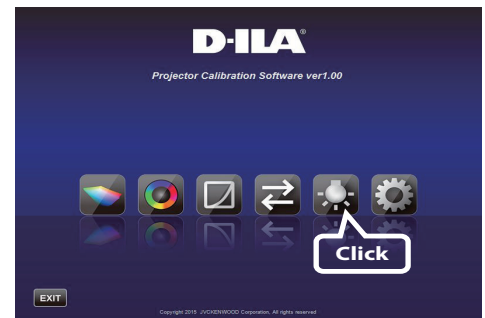 D-ILA®
Projector Calibration Software ver1.00
Click
EXIT
Copyright 2015 JVCKENWOOD Corporation, All rights reserved